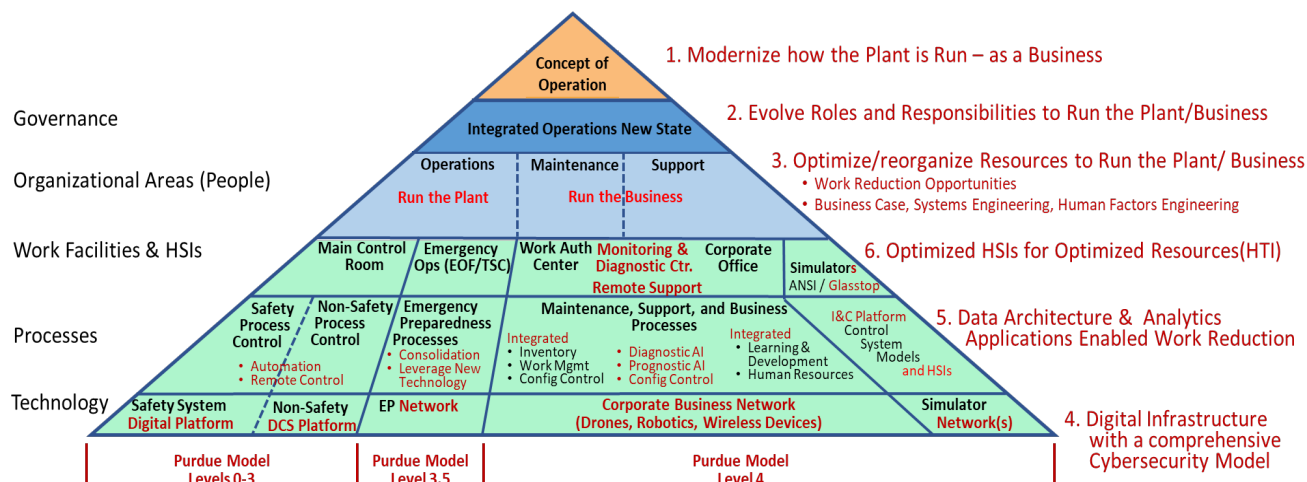 Concept of
Operation
1. Modernize how the Plant is Run – as a Business
Governance
Integrated Operations New State
2. Evolve Roles and Responsibilities to Run the Plant/Business
Organizational Areas (People)
Operations
Maintenance
Support
Run the Plant
Run the Business
3. Optimize/reorganize Resources to Run the Plant/ Business
• Work Reduction Opportunities
• Business Case, Systems Engineering, Human Factors Engineering
Work Facilities & HSIs
Main Control
Room
Emergency
Ops (EOF/TSC)
Work Auth
Center
Monitoring &
Diagnostic Ctr.
Remote Support
Corporate
Office
Simulators
ANSI / Glasstop
6. Optimized HSIs for Optimized Resources(HTI)
Processes
Safety
Process
Control
Non-Safety
Process
Control
• Automation
• Remote Control
Emergency
Preparedness
Processes
• Consolidation
• Leverage New
Technology
Maintenance, Support, and Business
Processes
Integrated
• Inventory
• Work Mgmt
• Config Control
• Diagnostic AI
• Prognostic AI
• Config Control
Integrated
• Learning &
Development
• Human Resources
I&C Platform
Control
System
Models
and HSIs
5. Data Architecture & Analytics
Applications Enabled Work Reduction
Technology
Safety System
Digital Platform
Non-Safety
DCS Platform
EP Network
Corporate Business Network
(Drones, Robotics, Wireless Devices)
Simulator
Network(s)
4. Digital Infrastructure
with a comprehensive
Cybersecurity Model
Purdue Model
Levels 0-3
Purdue Model
Level 3.5
Purdue Model
Level 4